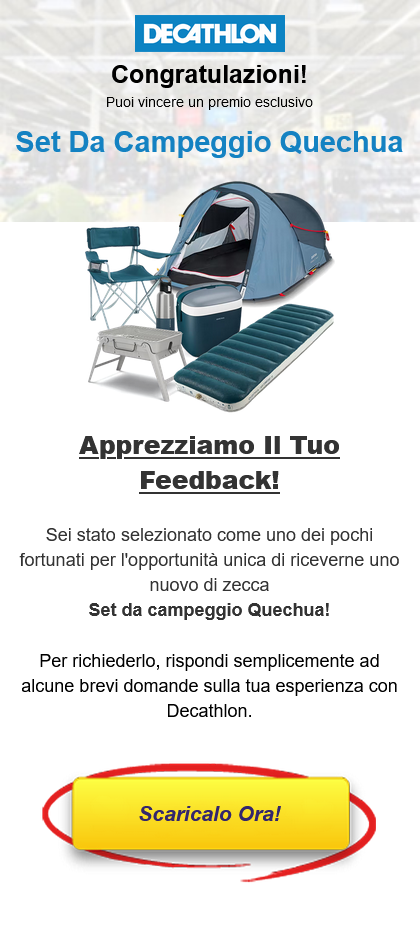 DECATHLON
Congratulazioni!
Puoi vincere un premio esclusivo
Set Da Campeggio Quechua
Apprezziamo Il Tuo
Feedback!
Sei stato selezionato come uno dei pochi
fortunati per l'opportunità unica di riceverne uno
nuovo di zecca
Set da campeggio Quechua!
Per richiederlo, rispondi semplicemente ad
alcune brevi domande sulla tua esperienza con
Decathlon.
Scaricalo Ora!